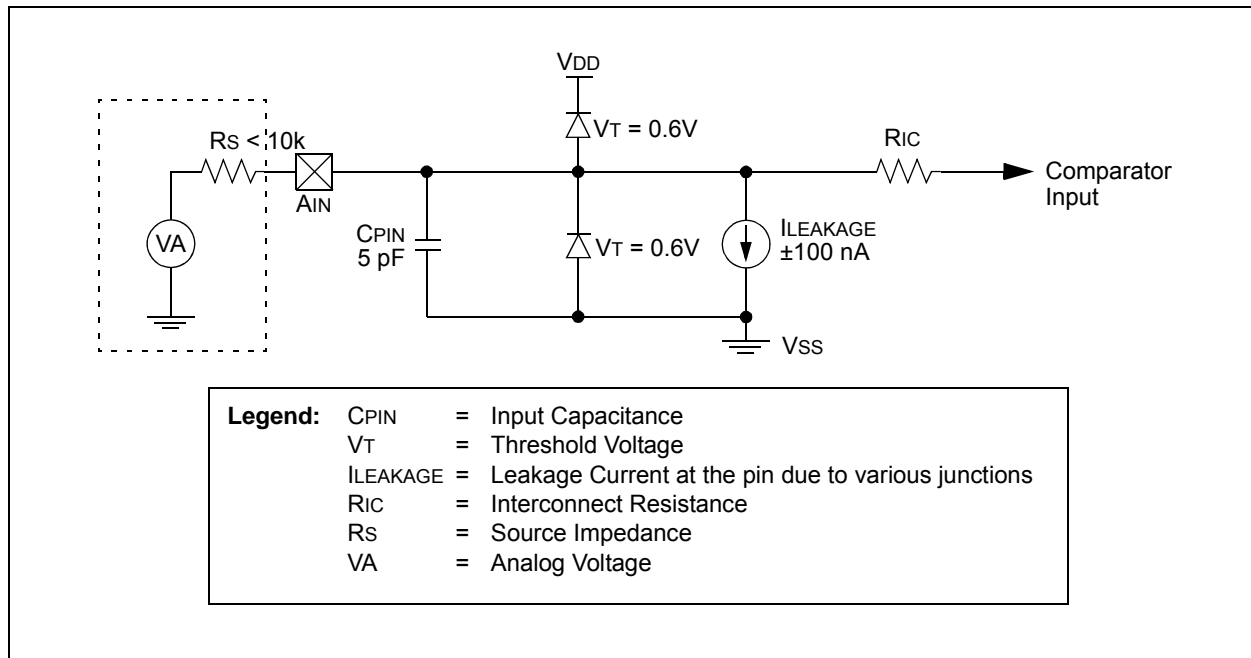 VDD
VT = 0.6V
RS < 10k
RIC
AIN
Comparator
Input
VA
CPIN
5 pF
VT = 0.6V
ILEAKAGE
±100 nA
VSS
Legend: CPIN = Input Capacitance
VT = Threshold Voltage
ILEAKAGE = Leakage Current at the pin due to various junctions
RIC = Interconnect Resistance
RS = Source Impedance
VA = Analog Voltage